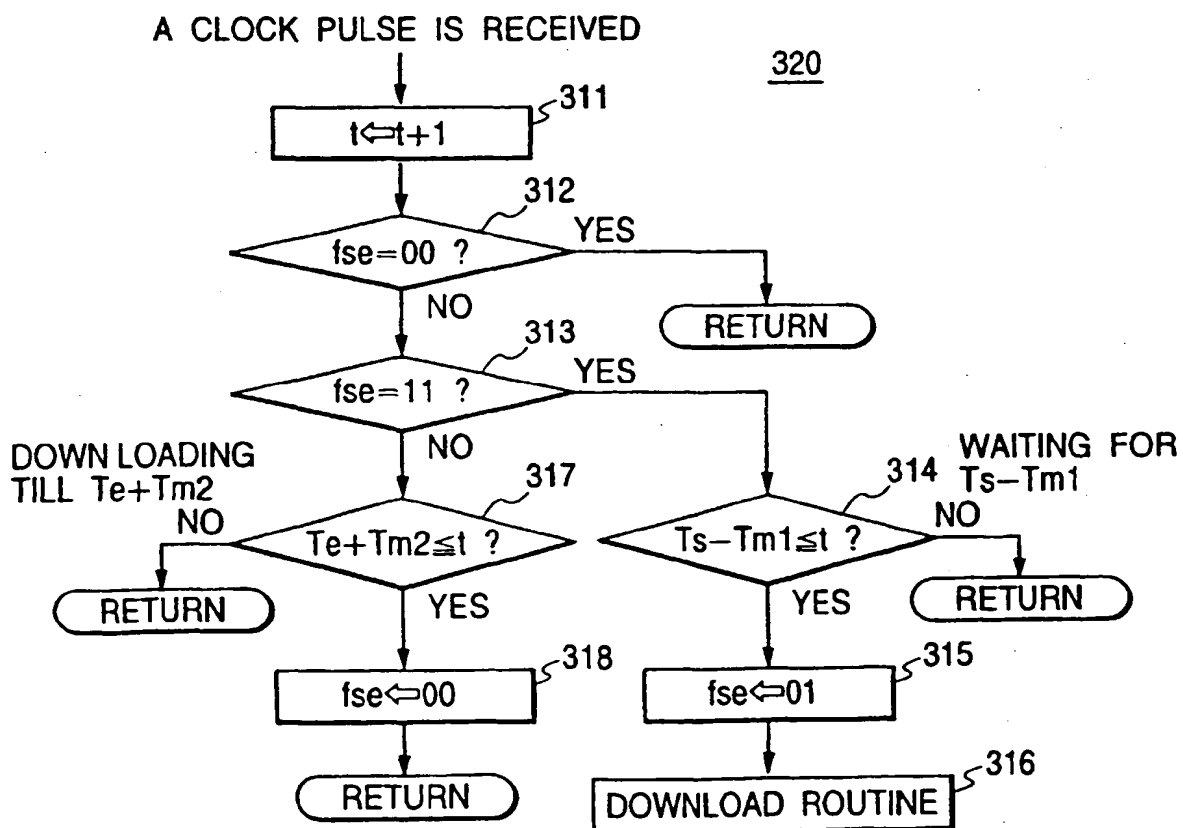 A CLOCK PULSE IS RECEIVED
320
311
t⇦t+1
312
fse=00 ?
YES
NO
RETURN
313
fse=11 ?
YES
NO
DOWN LOADING
TILL Te+Tm2
WAITING FOR
Ts−Tm1
317
314
NO
Te+Tm2≦t ?
Ts−Tm1≦t ?
NO
RETURN
YES
YES
RETURN
318
315
fse⇦00
fse⇦01
316
RETURN
DOWNLOAD ROUTINE